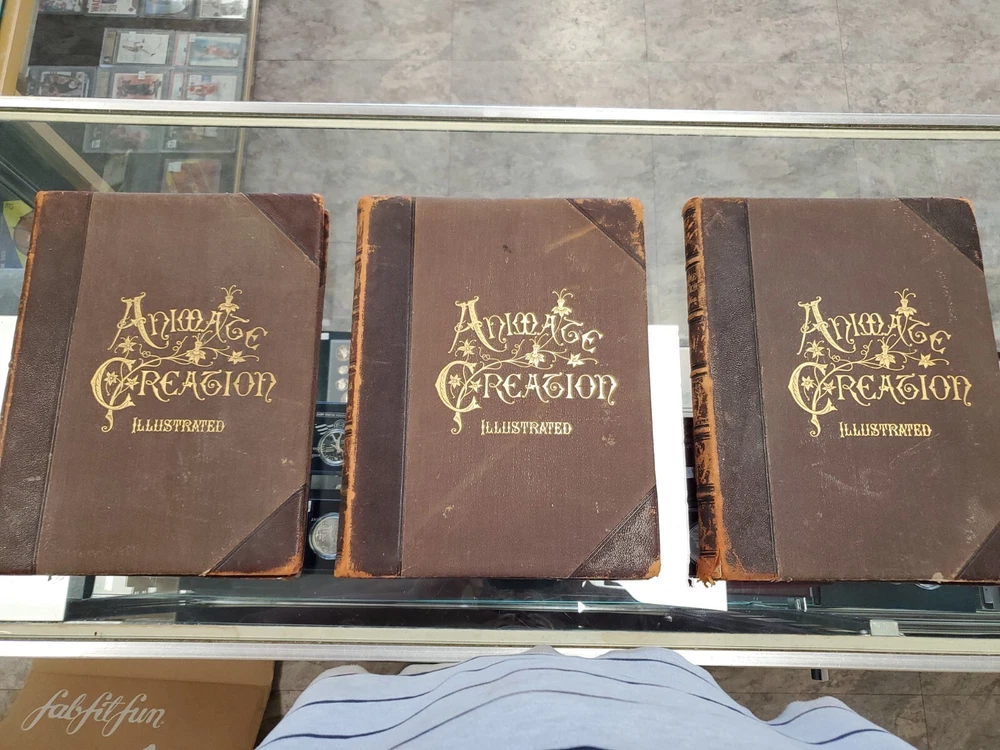 ANIMATE
CREATION
ILLUSTRATED
ANIMATE
CREATION
ILLUSTRATED
ANIMATE
CREATION
ILLUSTRATED
fabfitfun